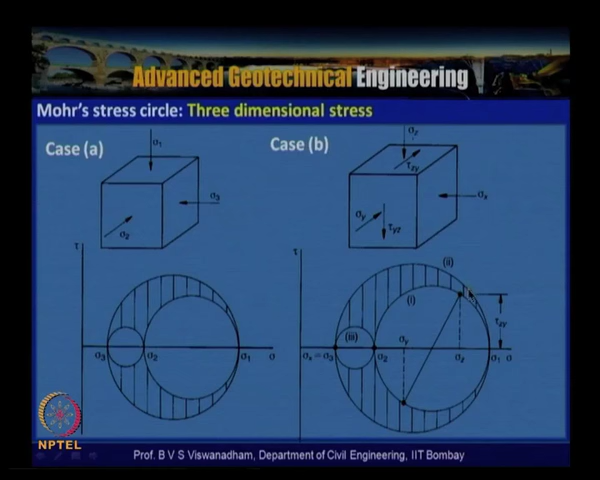 Advanced Geotechnical Engineering
Mohr's stress circle: Three dimensional stress
Case (a)
σ₁
σ₃
σ₂
Case (b)
σz
τzy
σx
σy
τyz
τ
σ₃
σ₂
σ₁
σ
τ
(ii)
(i)
(iii)
σy
σz
τzy
σx = σ₃
σ₂
σ₁
σ
NPTEL
Prof. B V S Viswanadham, Department of Civil Engineering, IIT Bombay